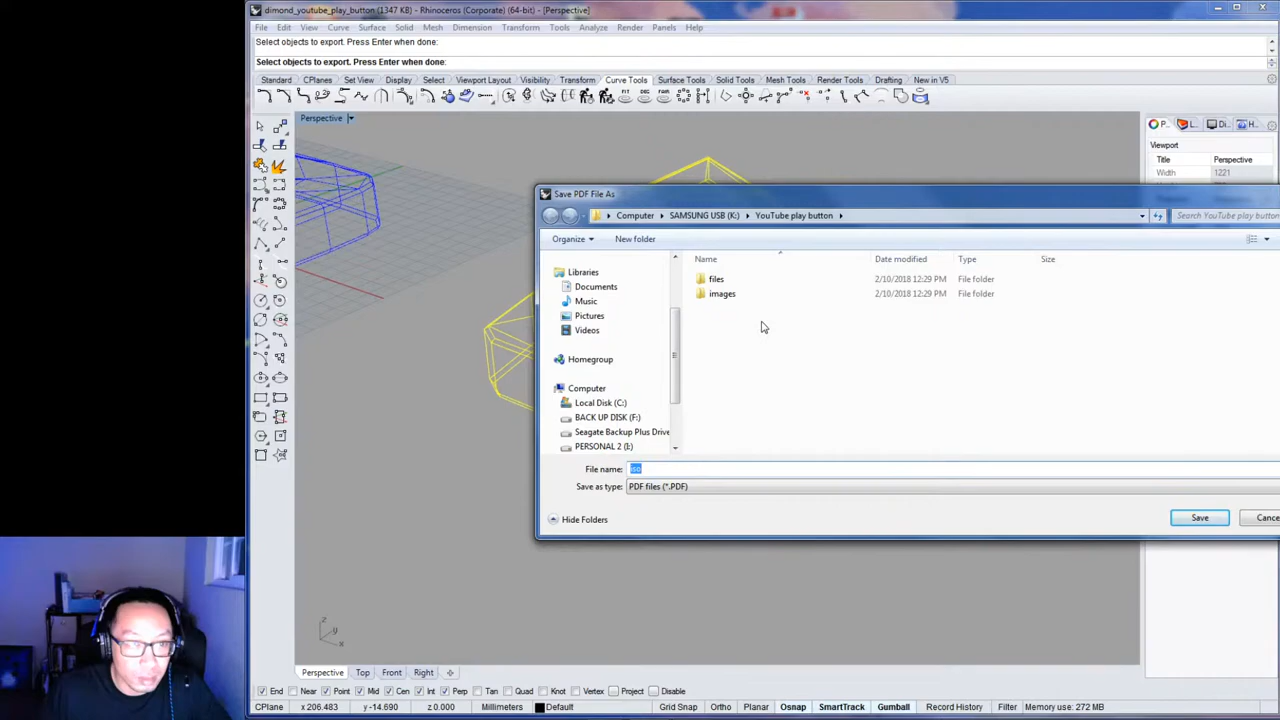 dimond_youtube_play_button (1347 KB) - Rhinoceros (Corporate) (64-bit) - [Perspective]
File Edit View Curve Surface Solid Mesh Dimension Transform Tools Analyze Render Panels Help
Select objects to export. Press Enter when done:
Select objects to export. Press Enter when done:
Standard CPlanes Set View Display Select Viewport Layout Visibility Transform Curve Tools Surface Tools Solid Tools Mesh Tools Render Tools Drafting New in V5
Perspective
P... L... Di... H...
Viewport
Title Perspective
Width 1221
Save PDF File As
Computer SAMSUNG USB (K:) YouTube play button
Search YouTube play button
Organize New folder
Name Date modified Type Size
files 2/10/2018 12:29 PM File folder
images 2/10/2018 12:29 PM File folder
Libraries
Documents
Music
Pictures
Videos
Homegroup
Computer
Local Disk (C:)
BACK UP DISK (F:)
Seagate Backup Plus Drive
PERSONAL 2 (E)
File name: iso
Save as type: PDF files (*.PDF)
Hide Folders Save Cance
z
y
x
Perspective Top Front Right
End Near Point Mid Cen Int Perp Tan Quad Knot Vertex Project Disable
CPlane x 206.483 y -14.690 z 0.000 Millimeters Default Grid Snap Ortho Planar Osnap SmartTrack Gumball Record History Filter Memory use: 272 MB